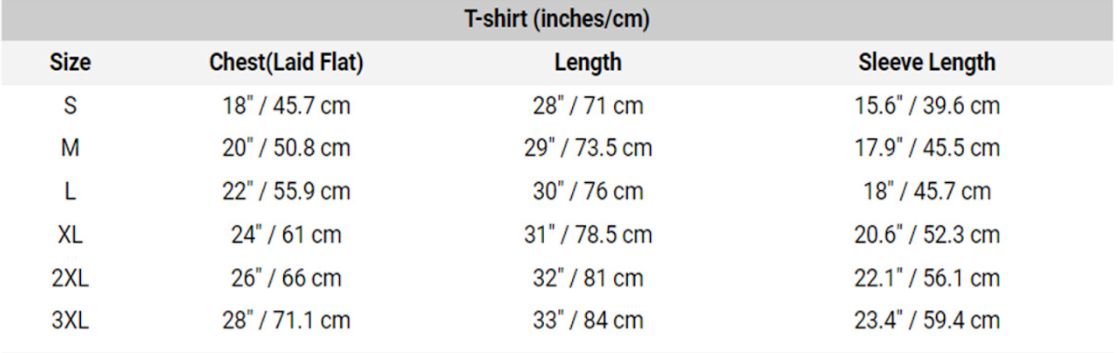 T-shirt (inches/cm)
Size Chest(Laid Flat) Length Sleeve Length
S 18" / 45.7 cm 28" / 71 cm 15.6" / 39.6 cm
M 20" / 50.8 cm 29" / 73.5 cm 17.9" / 45.5 cm
L 22" / 55.9 cm 30" / 76 cm 18" / 45.7 cm
XL 24" / 61 cm 31" / 78.5 cm 20.6" / 52.3 cm
2XL 26" / 66 cm 32" / 81 cm 22.1" / 56.1 cm
3XL 28" / 71.1 cm 33" / 84 cm 23.4" / 59.4 cm